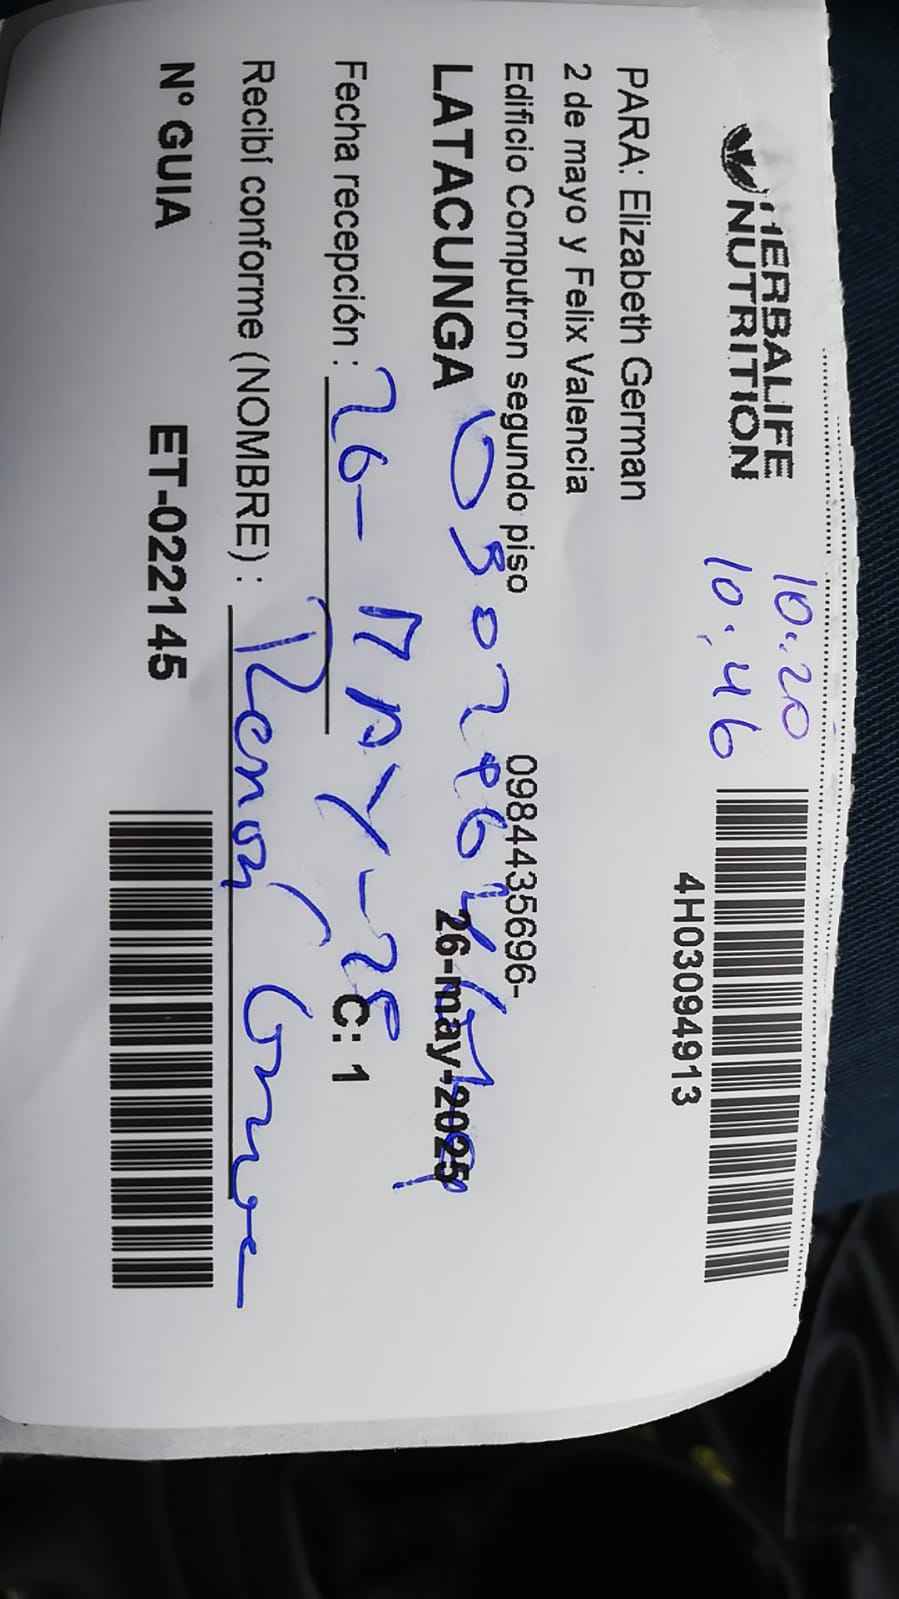 HERBALIFE
NUTRITION
10:20
10:46
4H03094913
PARA: Elizabeth German
2 de mayo y Felix Valencia
Edificio Computron segundo piso
0984435696-
LATACUNGA
26-may-2025
Fecha recepción : 26-MAY-25
C: 1
Recibí conforme (NOMBRE) :
Nº GUIA ET-022145